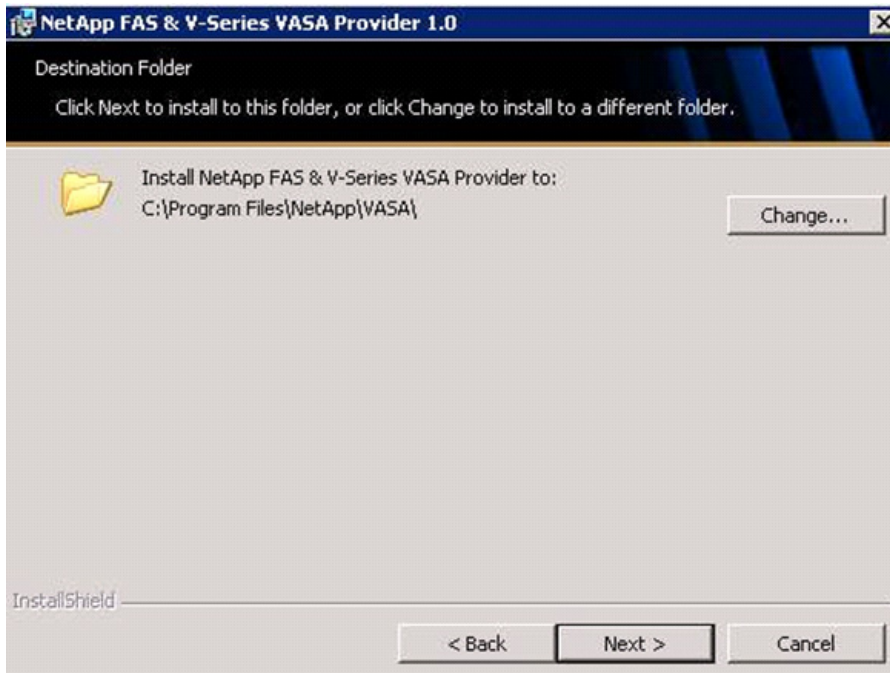 NetApp FAS & V-Series VASA Provider 1.0
Destination Folder
Click Next to install to this folder, or click Change to install to a different folder.
Install NetApp FAS & V-Series VASA Provider to:
C:\Program Files\NetApp\VASA\
Change...
InstallShield
< Back
Next >
Cancel